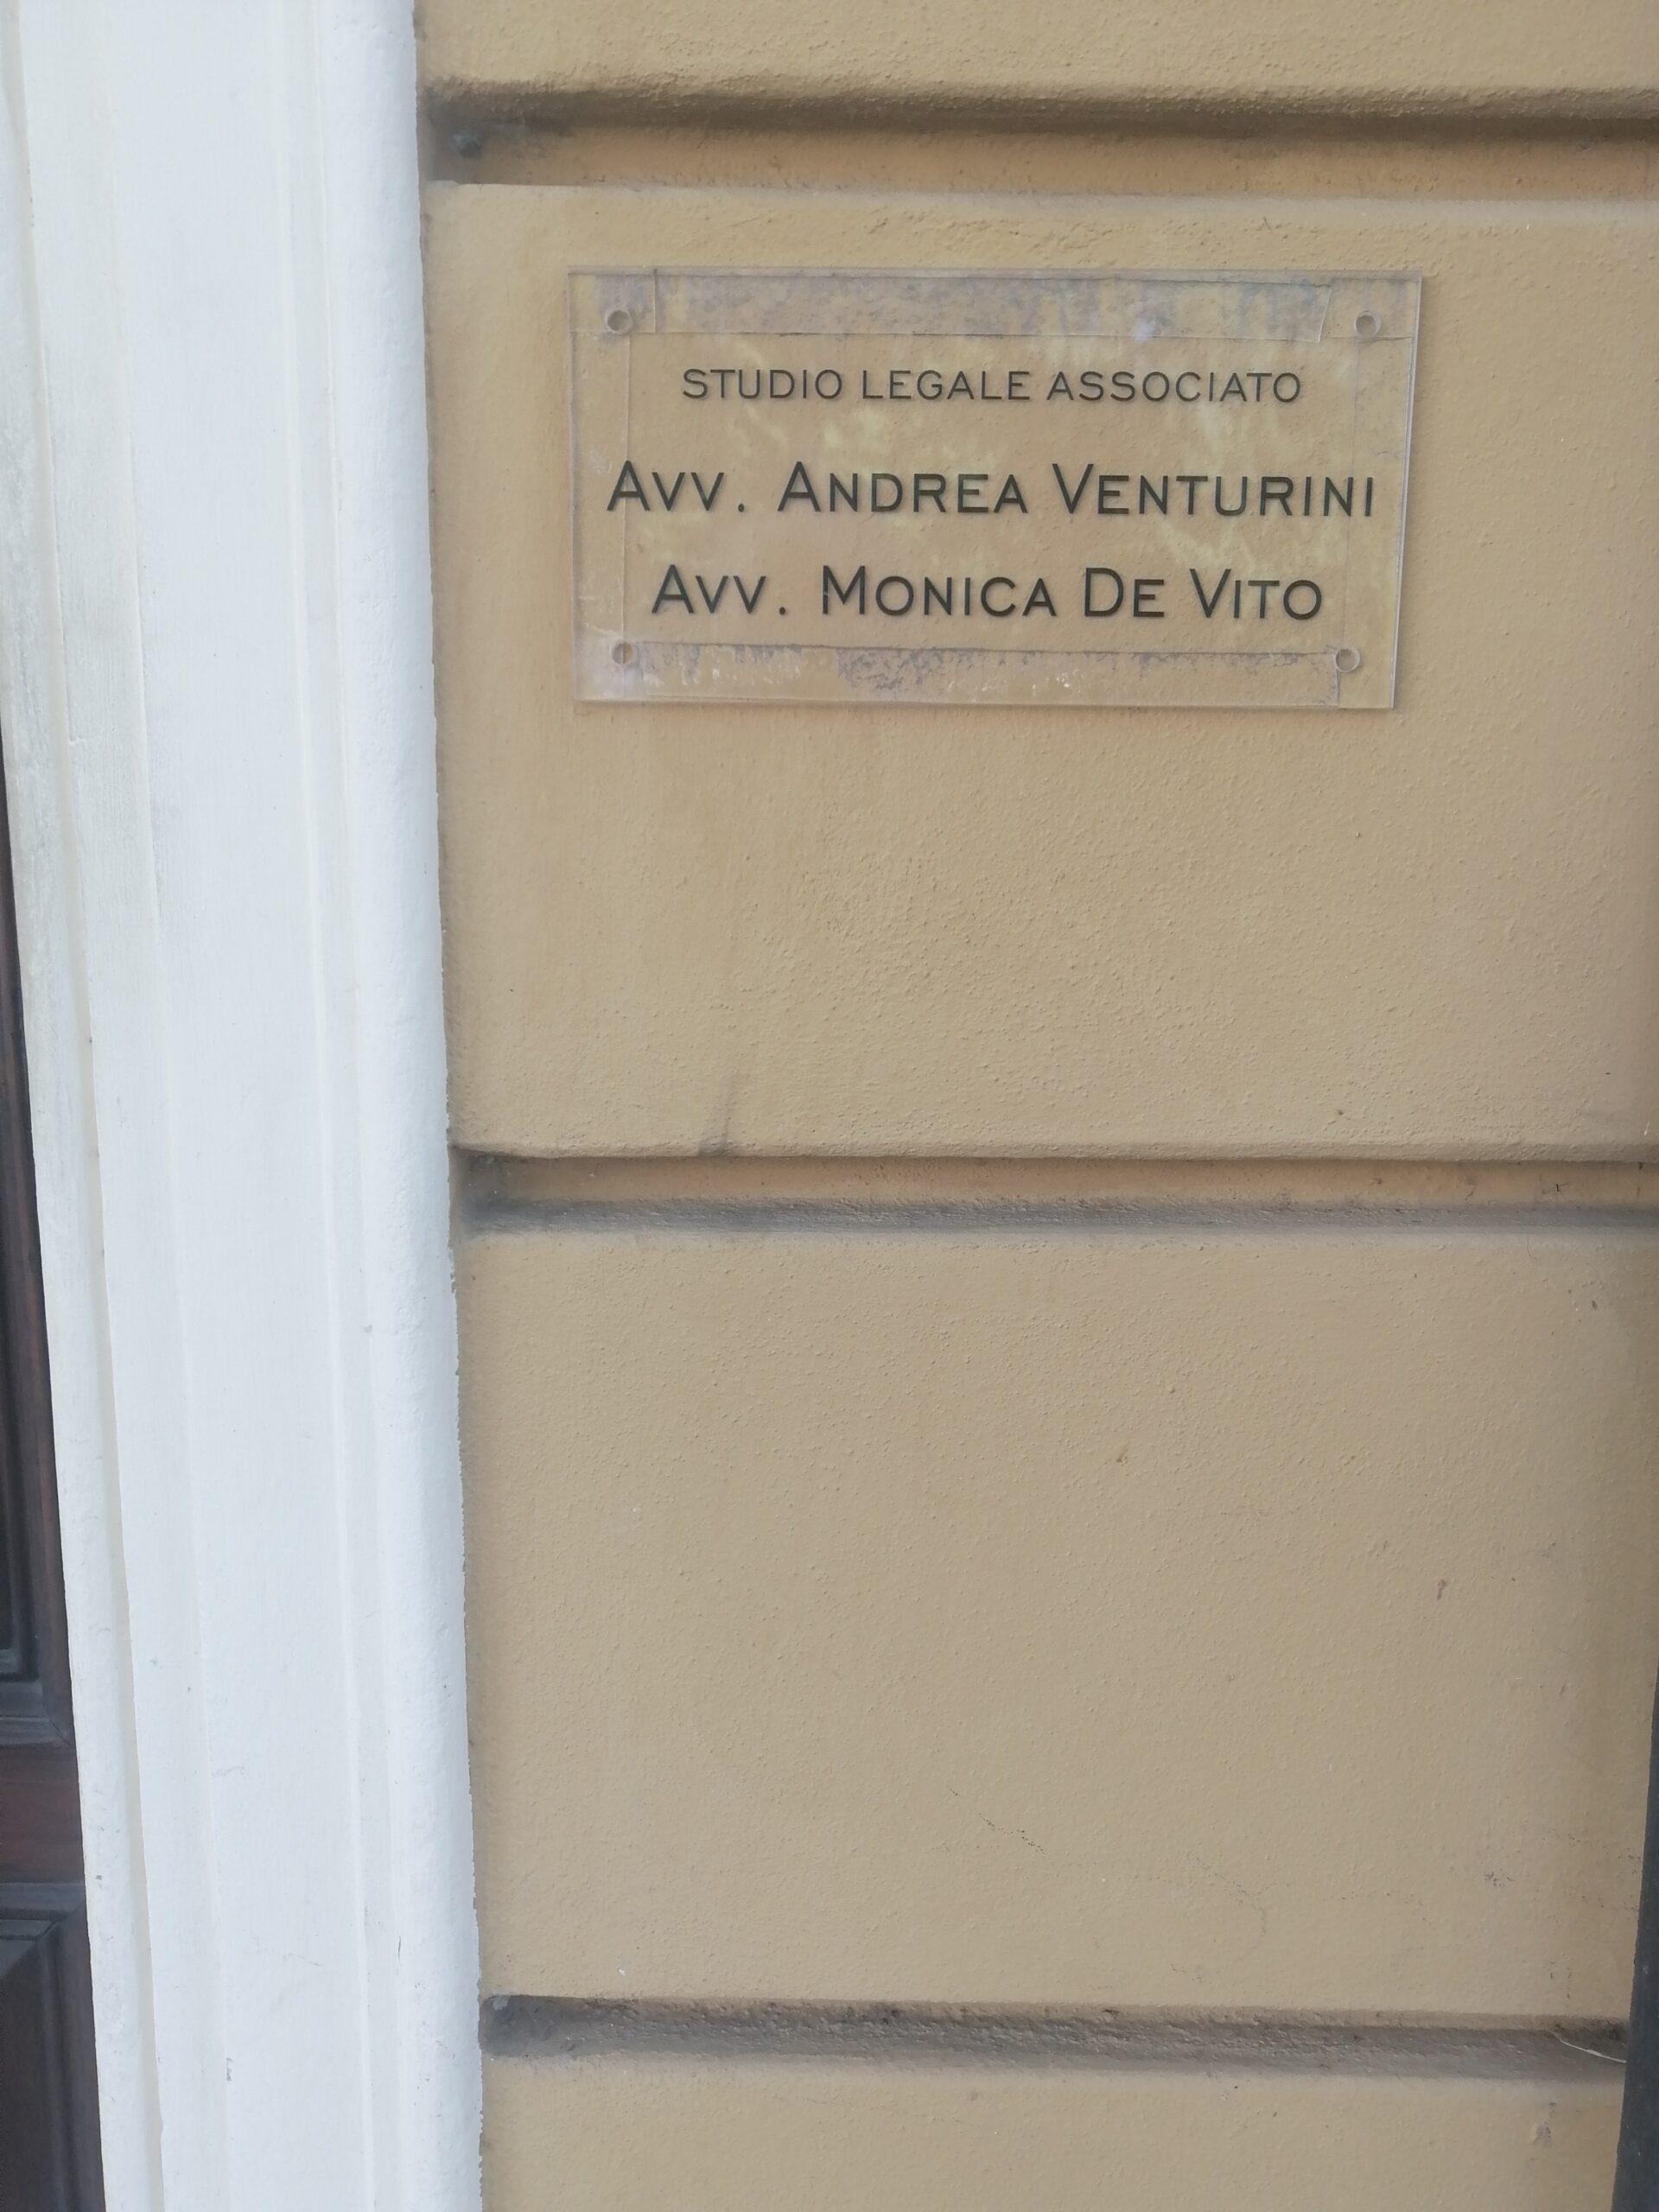 STUDIO LEGALE ASSOCIATO
AVV. ANDREA VENTURINI
AVV. MONICA DE VITO